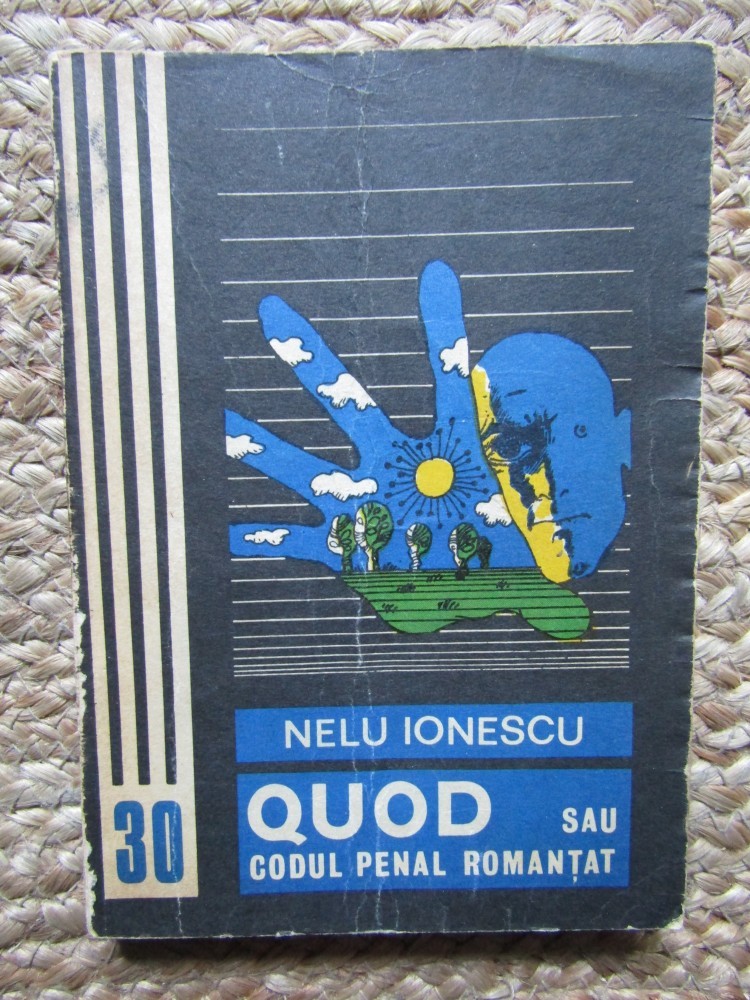 NELU IONESCU
QUOD SAU
CODUL PENAL ROMANȚAT
30